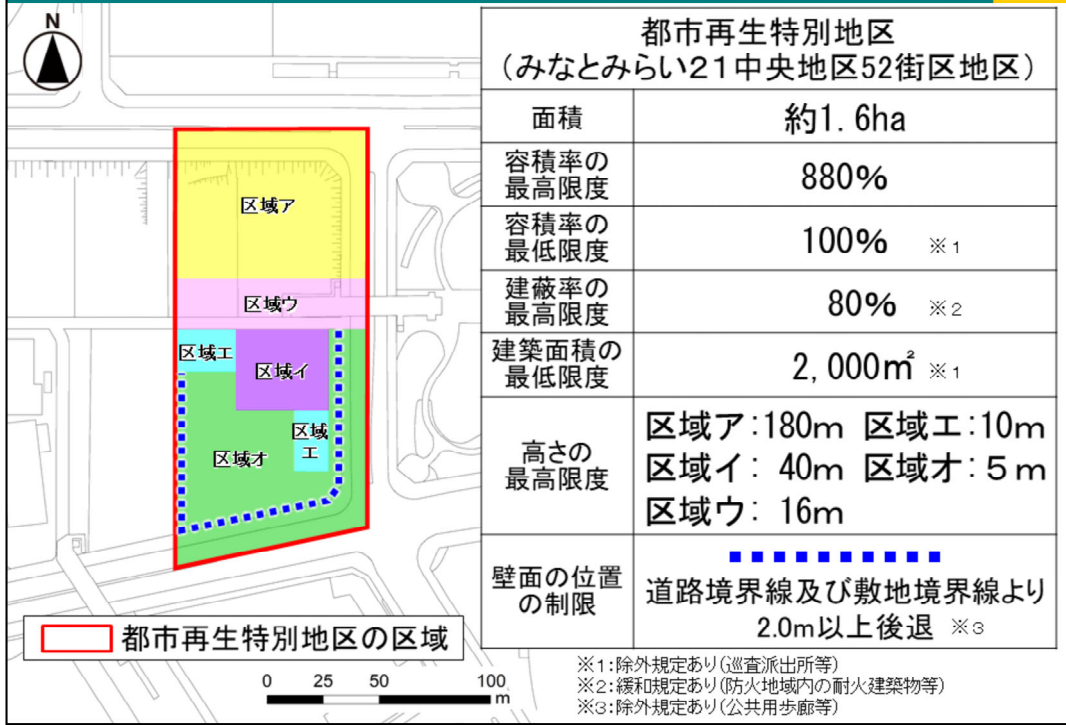 N
区域ア
区域ウ
区域エ
区域イ
区域
エ
区域オ
都市再生特別地区の区域
0 25 50 100
m
都市再生特別地区
（みなとみらい21中央地区52街区地区）
面積
約1.6ha
容積率の
最高限度
880%
容積率の
最低限度
100% ※1
建蔽率の
最高限度
80% ※2
建築面積の
最低限度
2,000㎡ ※1
高さの
最高限度
区域ア:180m 区域エ:10m
区域イ: 40m 区域オ:5m
区域ウ: 16m
壁面の位置
の制限
道路境界線及び敷地境界線より
2.0m以上後退 ※3
※1:除外規定あり(巡査派出所等)
※2:緩和規定あり(防火地域内の耐火建築物等)
※3:除外規定あり(公共用歩廊等)